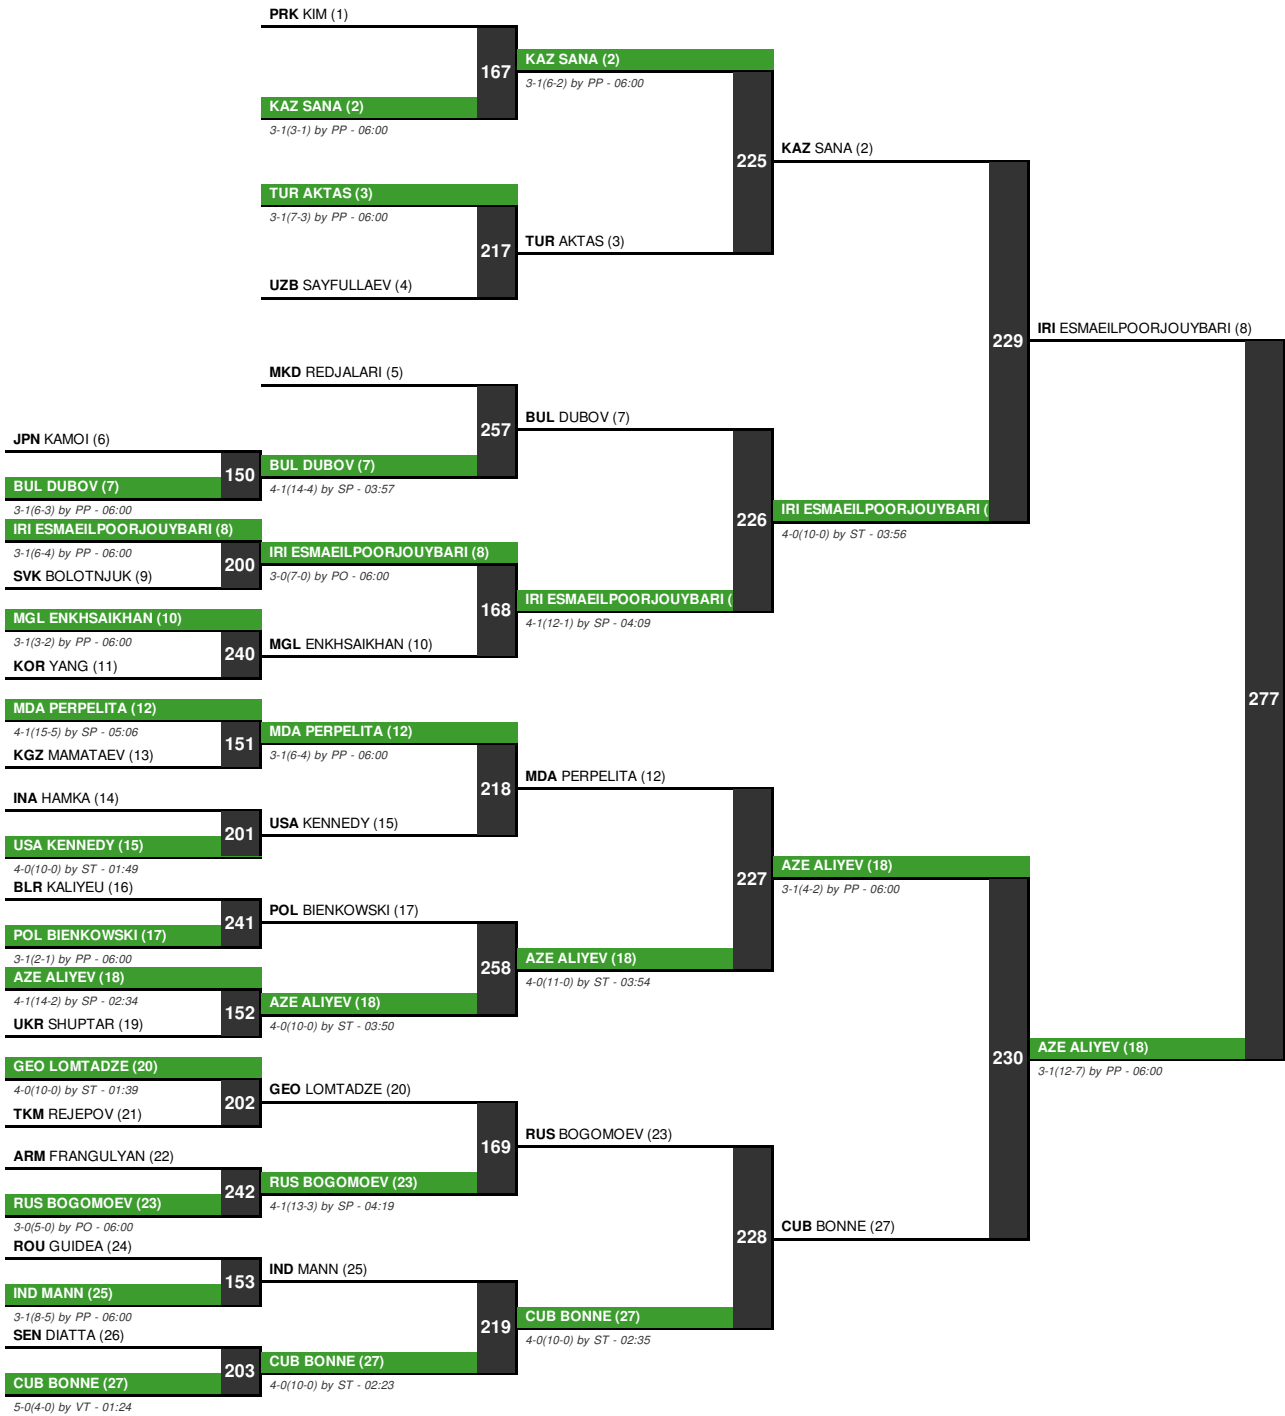 PRK KIM (1)
167
KAZ SANA (2)
3-1(3-1) by PP - 06:00
KAZ SANA (2)
3-1(6-2) by PP - 06:00
225
TUR AKTAS (3)
3-1(7-3) by PP - 06:00
217
UZB SAYFULLAEV (4)
TUR AKTAS (3)
KAZ SANA (2)
229
MKD REDJALARI (5)
257
JPN KAMOI (6)
150
BUL DUBOV (7)
3-1(6-3) by PP - 06:00
BUL DUBOV (7)
4-1(14-4) by SP - 03:57
BUL DUBOV (7)
226
IRI ESMAEILPOORJOUYBARI (8)
3-1(6-4) by PP - 06:00
200
SVK BOLOTNJUK (9)
IRI ESMAEILPOORJOUYBARI (8)
3-0(7-0) by PO - 06:00
168
MGL ENKHSAIKHAN (10)
3-1(3-2) by PP - 06:00
240
KOR YANG (11)
MGL ENKHSAIKHAN (10)
IRI ESMAEILPOORJOUYBARI (
4-1(12-1) by SP - 04:09
IRI ESMAEILPOORJOUYBARI (
4-0(10-0) by ST - 03:56
IRI ESMAEILPOORJOUYBARI (8)
277
MDA PERPELITA (12)
4-1(15-5) by SP - 05:06
151
KGZ MAMATAEV (13)
MDA PERPELITA (12)
3-1(6-4) by PP - 06:00
218
INA HAMKA (14)
201
USA KENNEDY (15)
4-0(10-0) by ST - 01:49
USA KENNEDY (15)
MDA PERPELITA (12)
227
BLR KALIYEU (16)
241
POL BIENKOWSKI (17)
3-1(2-1) by PP - 06:00
POL BIENKOWSKI (17)
258
AZE ALIYEV (18)
4-1(14-2) by SP - 02:34
152
UKR SHUPTAR (19)
AZE ALIYEV (18)
4-0(10-0) by ST - 03:50
AZE ALIYEV (18)
4-0(11-0) by ST - 03:54
AZE ALIYEV (18)
3-1(4-2) by PP - 06:00
230
GEO LOMTADZE (20)
4-0(10-0) by ST - 01:39
202
TKM REJEPOV (21)
GEO LOMTADZE (20)
169
ARM FRANGULYAN (22)
242
RUS BOGOMOEV (23)
3-0(5-0) by PO - 06:00
RUS BOGOMOEV (23)
4-1(13-3) by SP - 04:19
RUS BOGOMOEV (23)
228
ROU GUIDEA (24)
153
IND MANN (25)
3-1(8-5) by PP - 06:00
IND MANN (25)
219
SEN DIATTA (26)
203
CUB BONNE (27)
5-0(4-0) by VT - 01:24
CUB BONNE (27)
4-0(10-0) by ST - 02:23
CUB BONNE (27)
4-0(10-0) by ST - 02:35
CUB BONNE (27)
AZE ALIYEV (18)
3-1(12-7) by PP - 06:00